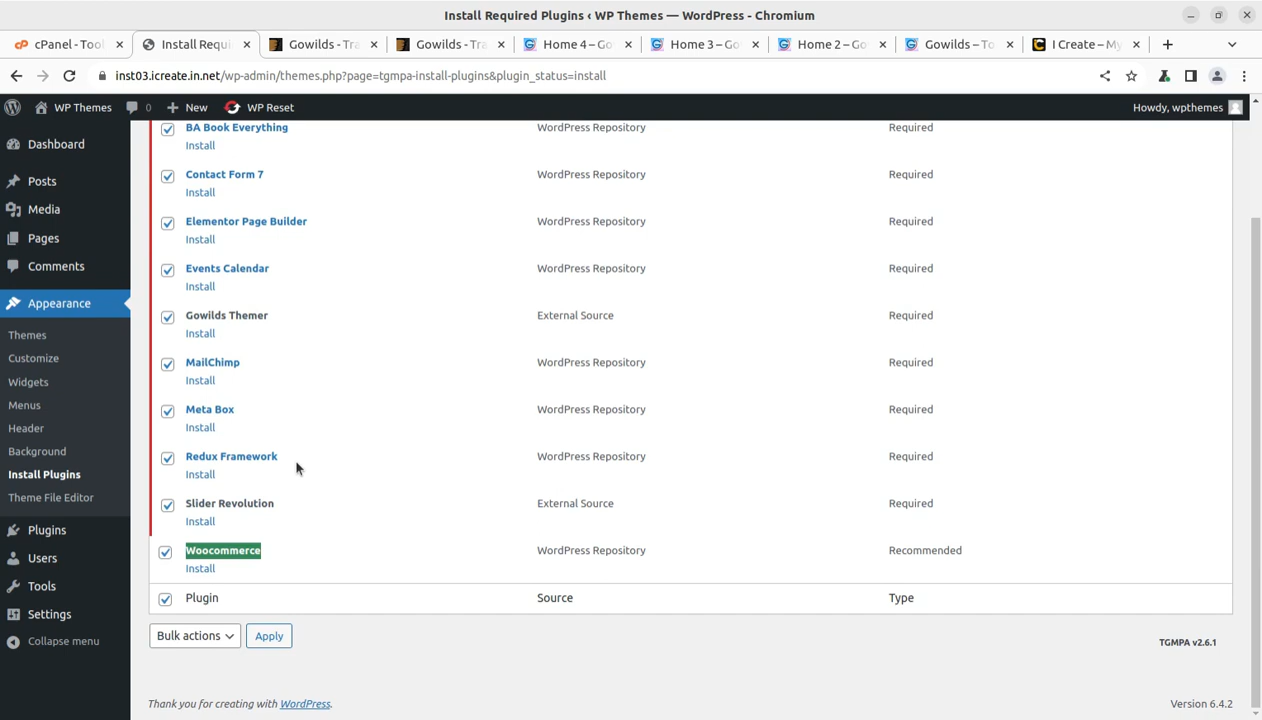 Install Required Plugins ‹ WP Themes — WordPress - Chromium
cPanel - Tool
Install Requi
Gowilds - Tra
Gowilds - Tra
Home 4 – Go
Home 3 – Go
Home 2 – Go
Gowilds – To
I Create – My
inst03.icreate.in.net/wp-admin/themes.php?page=tgmpa-install-plugins&plugin_status=install
WP Themes
0
New
WP Reset
Howdy, wpthemes
Dashboard
Posts
Media
Pages
Comments
Appearance
Themes
Customize
Widgets
Menus
Header
Background
Install Plugins
Theme File Editor
Plugins
Users
Tools
Settings
Collapse menu
BA Book Everything WordPress Repository Required
Install
Contact Form 7 WordPress Repository Required
Install
Elementor Page Builder WordPress Repository Required
Install
Events Calendar WordPress Repository Required
Install
Gowilds Themer External Source Required
Install
MailChimp WordPress Repository Required
Install
Meta Box WordPress Repository Required
Install
Redux Framework WordPress Repository Required
Install
Slider Revolution External Source Required
Install
Woocommerce WordPress Repository Recommended
Install
Plugin Source Type
Bulk actions Apply
TGMPA v2.6.1
Thank you for creating with WordPress.
Version 6.4.2